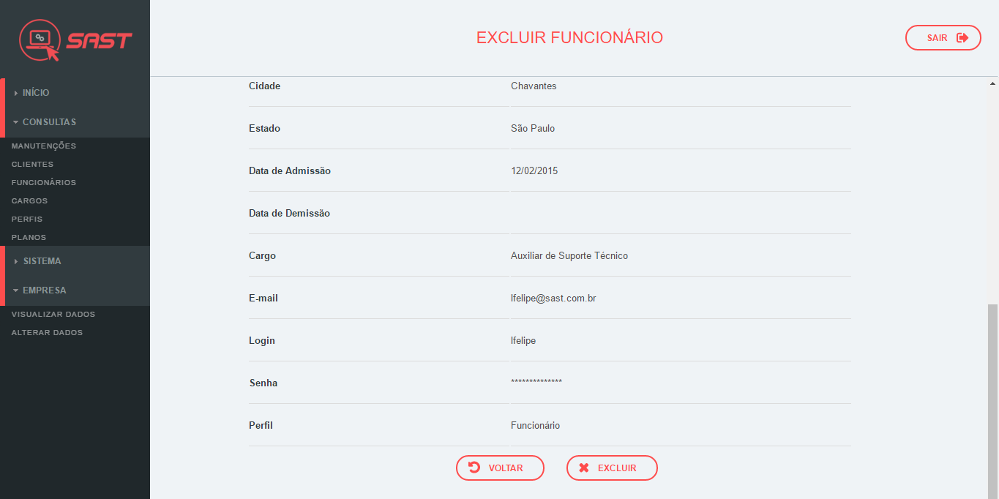 SAST
EXCLUIR FUNCIONÁRIO
SAIR
INÍCIO
CONSULTAS
MANUTENÇÕES
CLIENTES
FUNCIONÁRIOS
CARGOS
PERFIS
PLANOS
SISTEMA
EMPRESA
VISUALIZAR DADOS
ALTERAR DADOS
Cidade Chavantes
Estado São Paulo
Data de Admissão 12/02/2015
Data de Demissão
Cargo Auxiliar de Suporte Técnico
E-mail lfelipe@sast.com.br
Login lfelipe
Senha **************
Perfil Funcionário
VOLTAR EXCLUIR